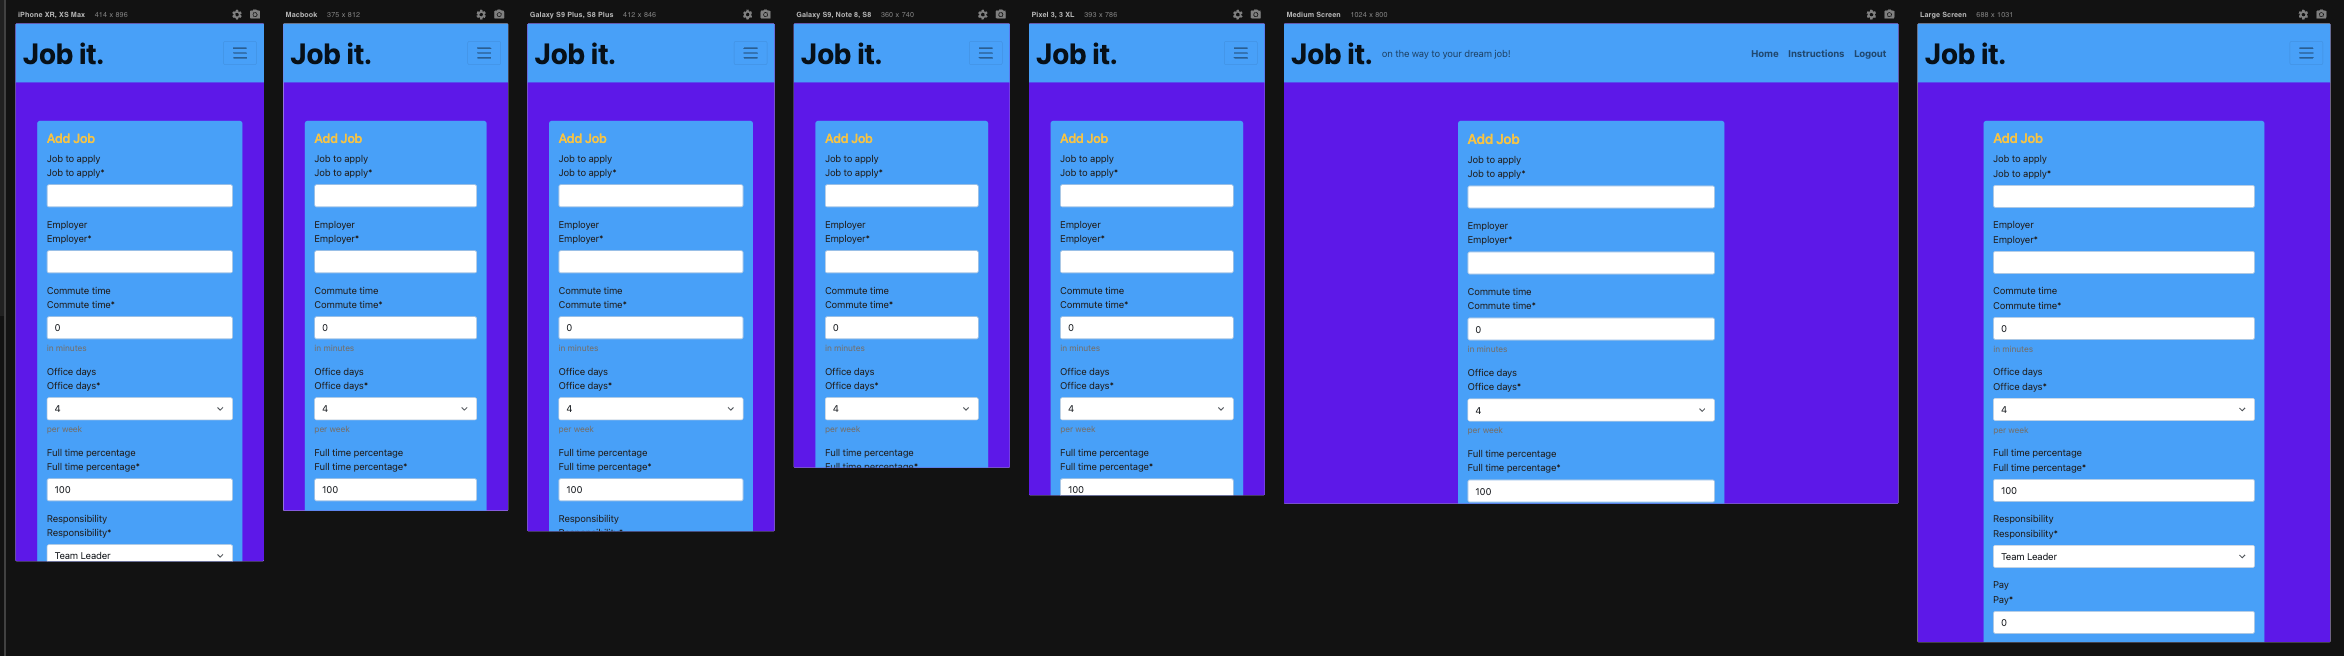 iPhone XR, XS Max 414 x 896
Job it.
Add Job
Job to apply
Job to apply*
Employer
Employer*
Commute time
Commute time*
0
in minutes
Office days
Office days*
4
per week
Full time percentage
Full time percentage*
100
Responsibility
Responsibility*
Team Leader
Macbook 375 x 812
Job it.
Add Job
Job to apply
Job to apply*
Employer
Employer*
Commute time
Commute time*
0
in minutes
Office days
Office days*
4
per week
Full time percentage
Full time percentage*
100
Galaxy S9 Plus, S8 Plus 412 x 846
Job it.
Add Job
Job to apply
Job to apply*
Employer
Employer*
Commute time
Commute time*
0
in minutes
Office days
Office days*
4
per week
Full time percentage
Full time percentage*
100
Responsibility
Responsibility*
Galaxy S9, Note 8, S8 360 x 740
Job it.
Add Job
Job to apply
Job to apply*
Employer
Employer*
Commute time
Commute time*
0
in minutes
Office days
Office days*
4
per week
Full time percentage
Full time percentage*
Pixel 3, 3 XL 393 x 786
Job it.
Add Job
Job to apply
Job to apply*
Employer
Employer*
Commute time
Commute time*
0
in minutes
Office days
Office days*
4
per week
Full time percentage
Full time percentage*
100
Medium Screen 1024 x 800
Job it. on the way to your dream job! Home Instructions Logout
Add Job
Job to apply
Job to apply*
Employer
Employer*
Commute time
Commute time*
0
in minutes
Office days
Office days*
4
per week
Full time percentage
Full time percentage*
100
Large Screen 688 x 1031
Job it.
Add Job
Job to apply
Job to apply*
Employer
Employer*
Commute time
Commute time*
0
in minutes
Office days
Office days*
4
per week
Full time percentage
Full time percentage*
100
Responsibility
Responsibility*
Team Leader
Pay
Pay*
0